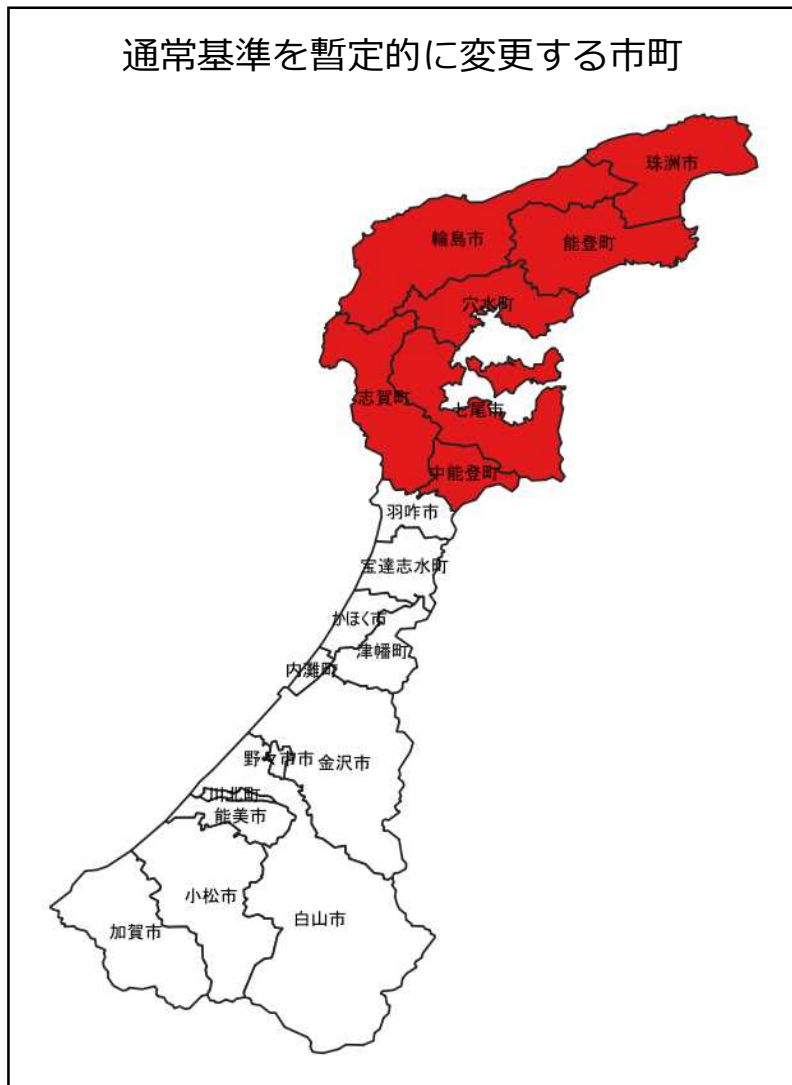 通常基準を暫定的に変更する市町
珠洲市
輪島市
能登町
穴水町
志賀町
七尾市
中能登町
羽咋市
宝達志水町
かほく市
津幡町
内灘町
野々市市
金沢市
川北町
能美市
小松市
白山市
加賀市